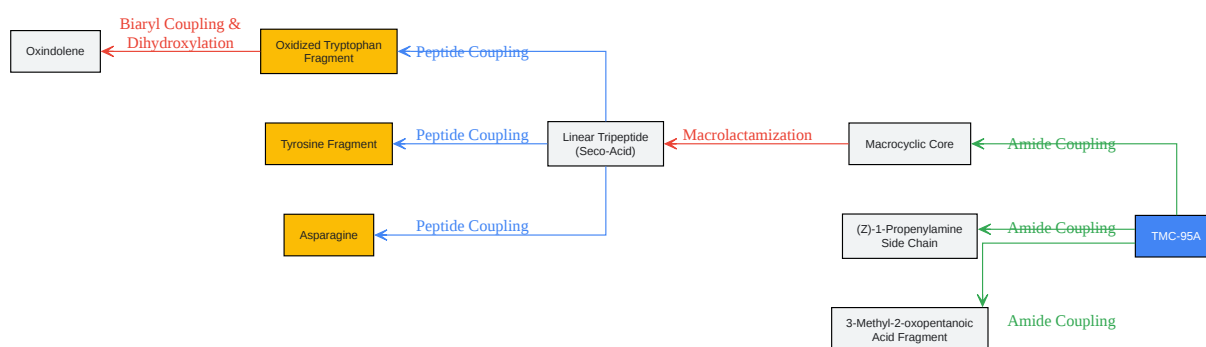 Biaryl Coupling &
Dihydroxylation
Oxindolene
Oxidized Tryptophan
Fragment
Peptide Coupling
Tyrosine Fragment
Peptide Coupling
Linear Tripeptide
(Seco-Acid)
Macrolactamization
Macrocyclic Core
Amide Coupling
Asparagine
Peptide Coupling
(Z)-1-Propenylamine
Side Chain
Amide Coupling
TMC-95A
3-Methyl-2-oxopentanoic
Acid Fragment
Amide Coupling